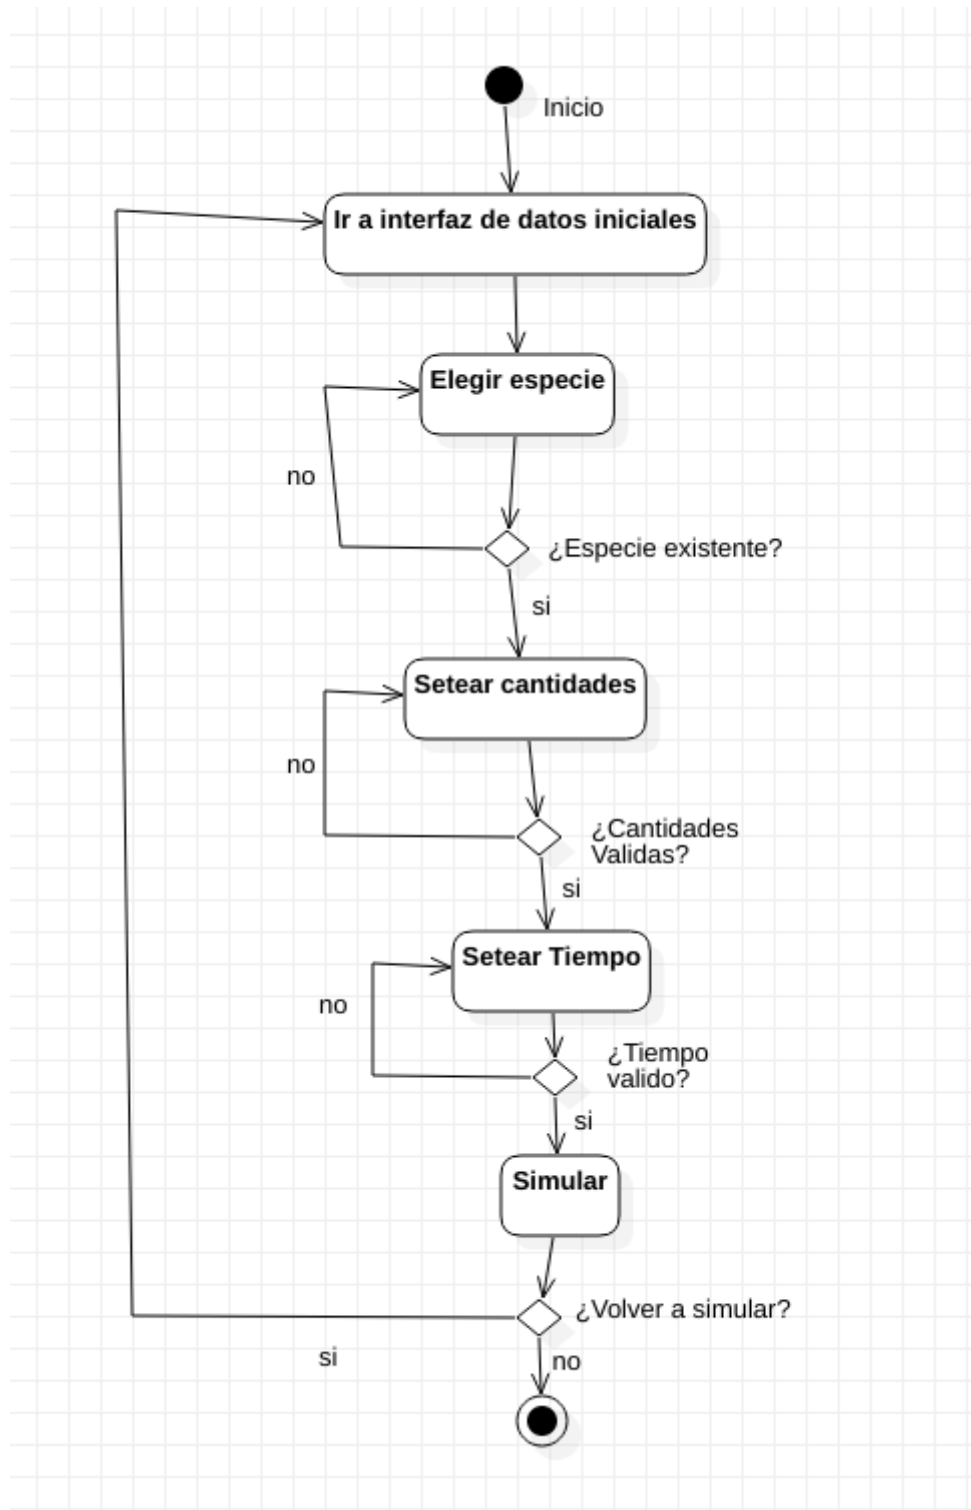 Inicio
Ir a interfaz de datos iniciales
Elegir especie
no
¿Especie existente?
si
Setear cantidades
no
¿Cantidades
Validas?
si
Setear Tiempo
no
¿Tiempo
valido?
si
Simular
¿Volver a simular?
si
no